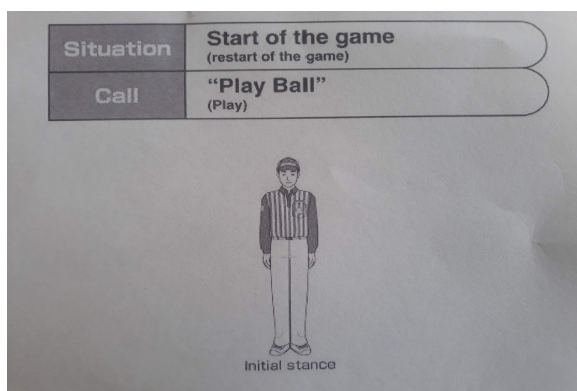 Situation
Start of the game
(restart of the game)
Call
“Play Ball”
(Play)
Initial stance